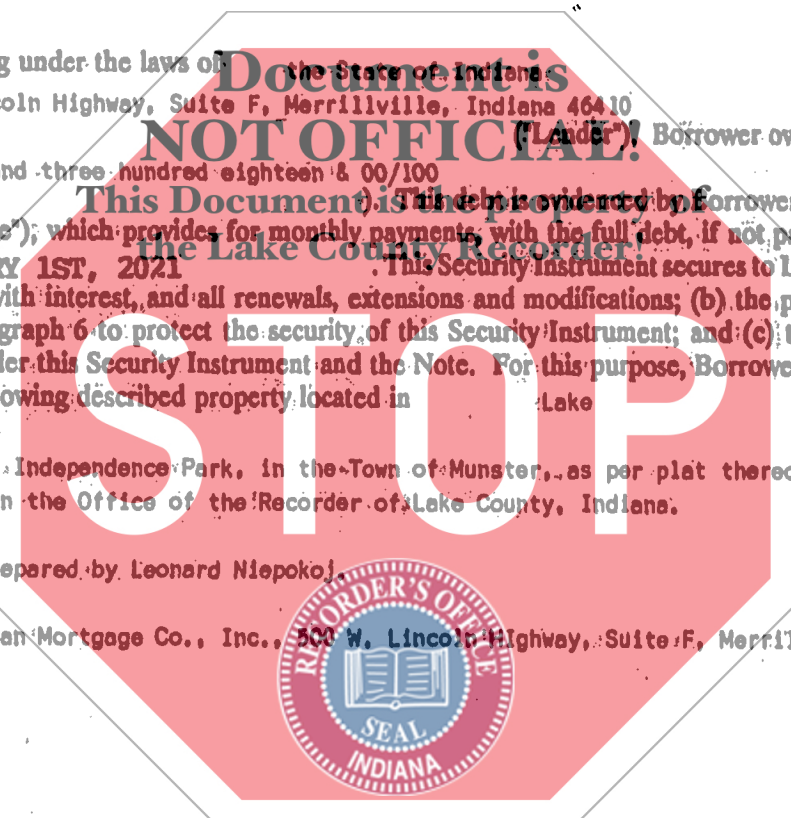 g under the laws of the State of Indiana
Document is
coln Highway, Suite F, Merrillville, Indiana 46410
NOT OFFICIAL!
("Lender"). Borrower ow
nd three hundred eighteen & 00/100
This Document is the property of
). This debt is evidenced by Borrower
e"), which provides for monthly payments, with the full debt, if not pa
the Lake County Recorder!
RY 1ST, 2021 . This Security Instrument secures to L
ith interest, and all renewals, extensions and modifications; (b) the p
graph 6 to protect the security of this Security Instrument; and (c) t
der this Security Instrument and the Note. For this purpose, Borrowe
owing described property located in Lake
STOP
Independence Park, in the Town of Munster, as per plat thereo
n the Office of the Recorder of Lake County, Indiana.
epared by Leonard Niepokoj,
an Mortgage Co., Inc., 500 W. Lincoln Highway, Suite F, Merril
RECORDER'S OFFICE
SEAL
INDIANA